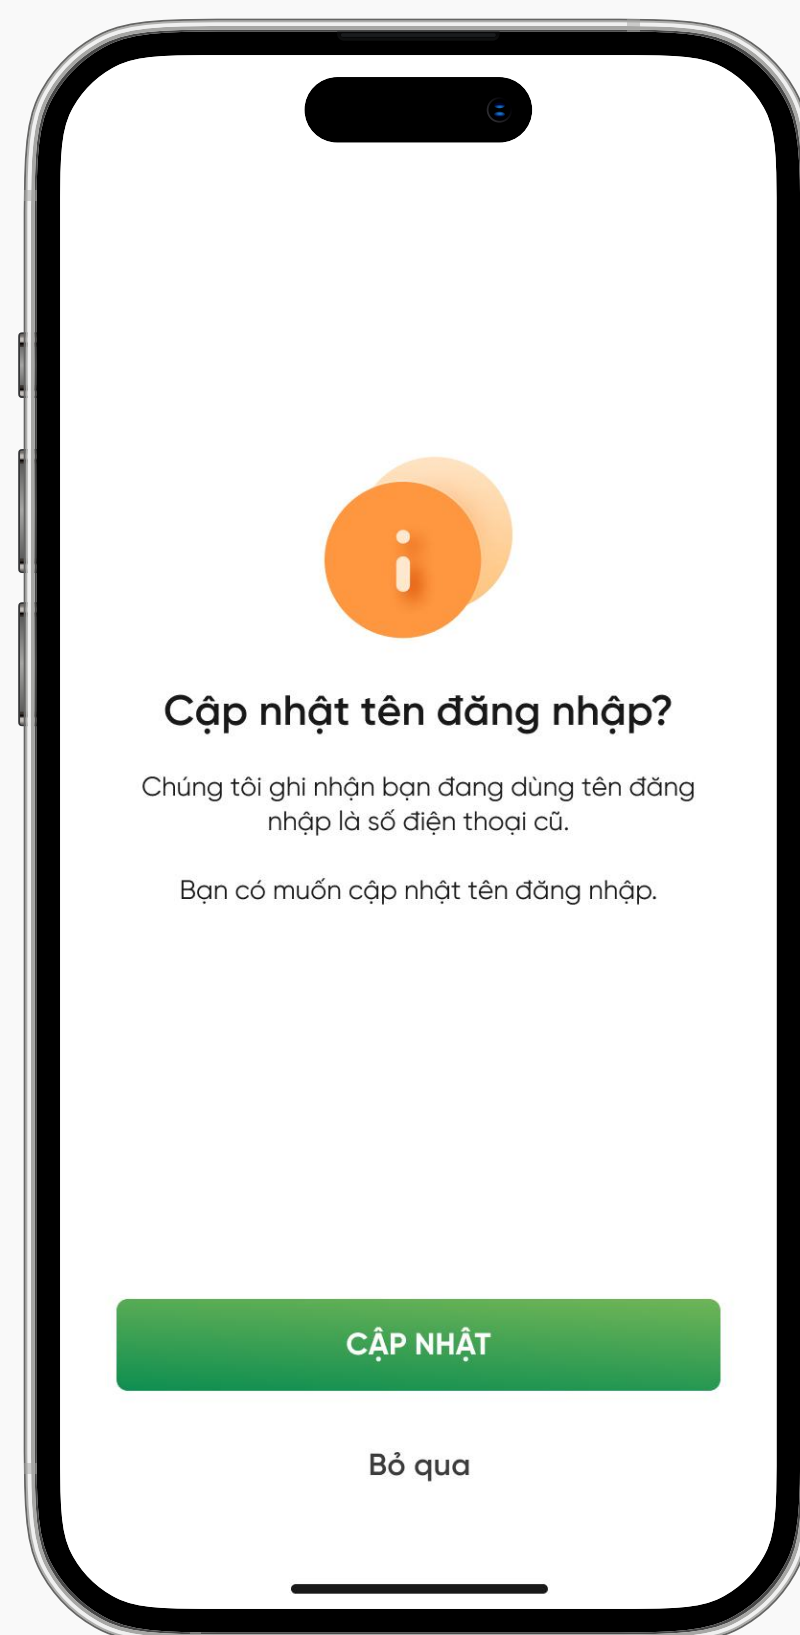 Cập nhật tên đăng nhập?
Chúng tôi ghi nhận bạn đang dùng tên đăng
nhập là số điện thoại cũ.
Bạn có muốn cập nhật tên đăng nhập.
CẬP NHẬT
Bỏ qua